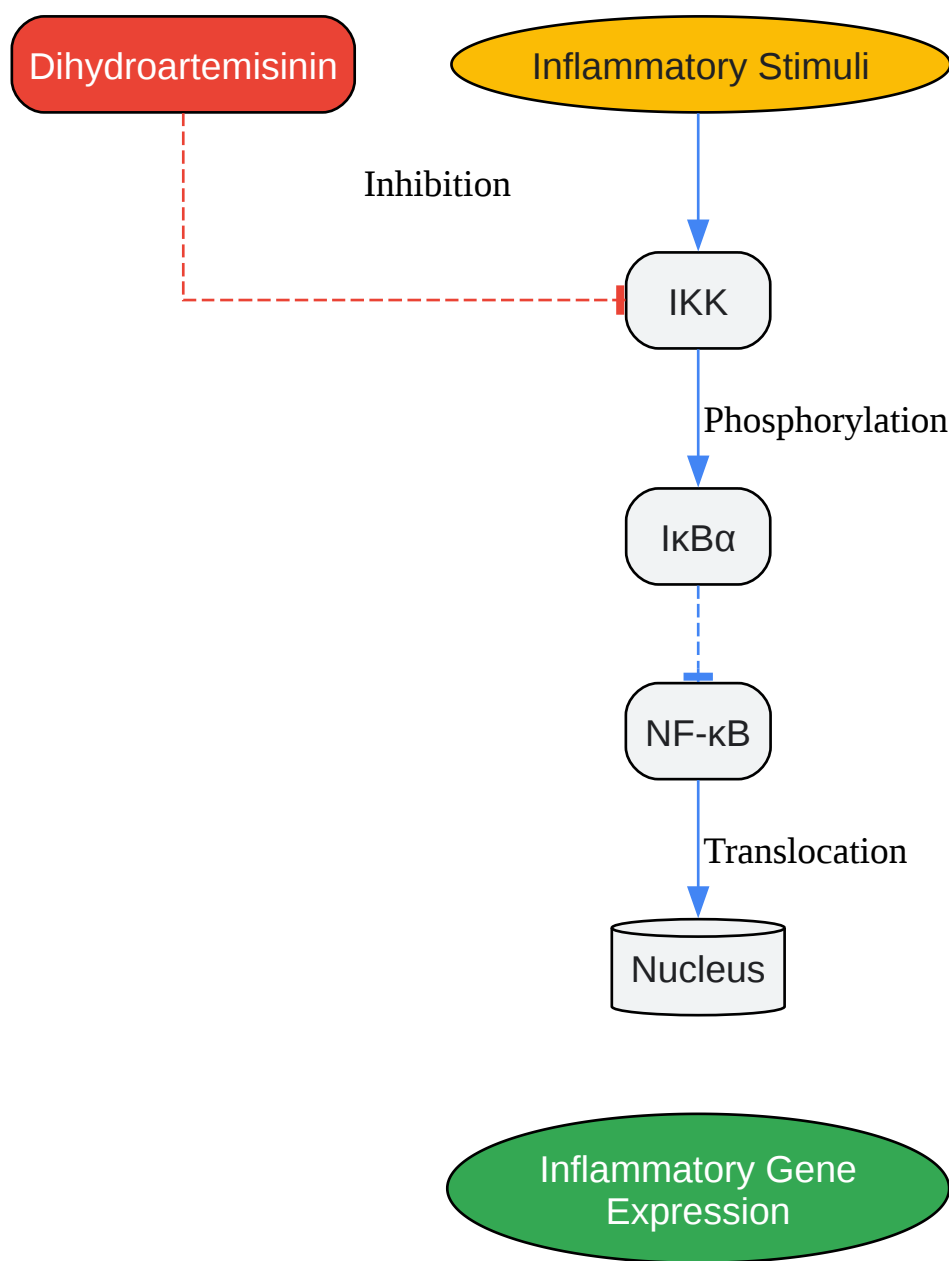 Dihydroartemisinin
Inflammatory Stimuli
Inhibition
IKK
Phosphorylation
IκBα
NF-κB
Translocation
Nucleus
Inflammatory Gene
Expression